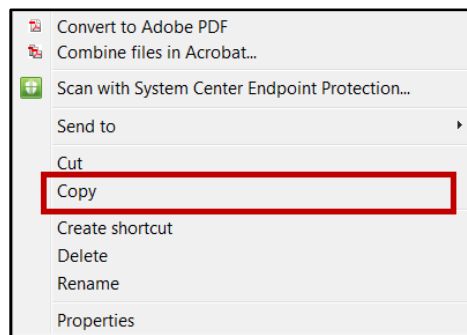 Convert to Adobe PDF
Combine files in Acrobat...
Scan with System Center Endpoint Protection...
Send to
Cut
Copy
Create shortcut
Delete
Rename
Properties